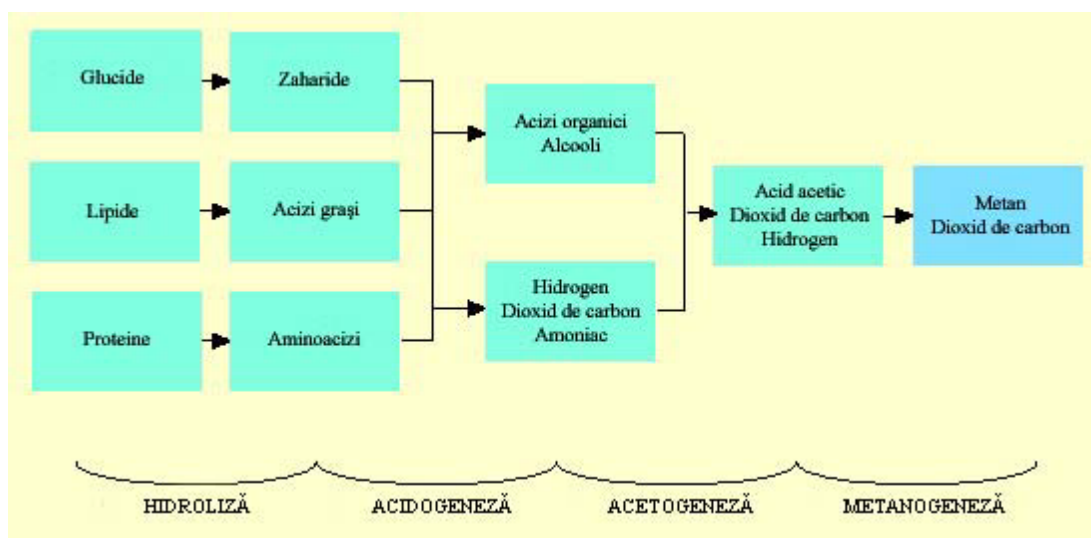 Glucide
Zaharide
Lipide
Acizi grași
Proteine
Aminoacizi
Acizi organici
Alcooli
Hidrogen
Dioxid de carbon
Amoniac
Acid acetic
Dioxid de carbon
Hidrogen
Metan
Dioxid de carbon
HIDROLIZĂ
ACIDOGENEZĂ
ACETOGENEZĂ
METANOGENEZĂ